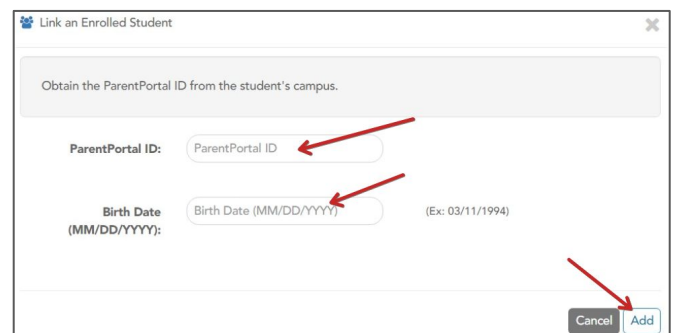 Link an Enrolled Student
Obtain the ParentPortal ID from the student's campus.
ParentPortal ID:
ParentPortal ID
Birth Date
(MM/DD/YYYY):
Birth Date (MM/DD/YYYY)
(Ex: 03/11/1994)
Cancel
Add